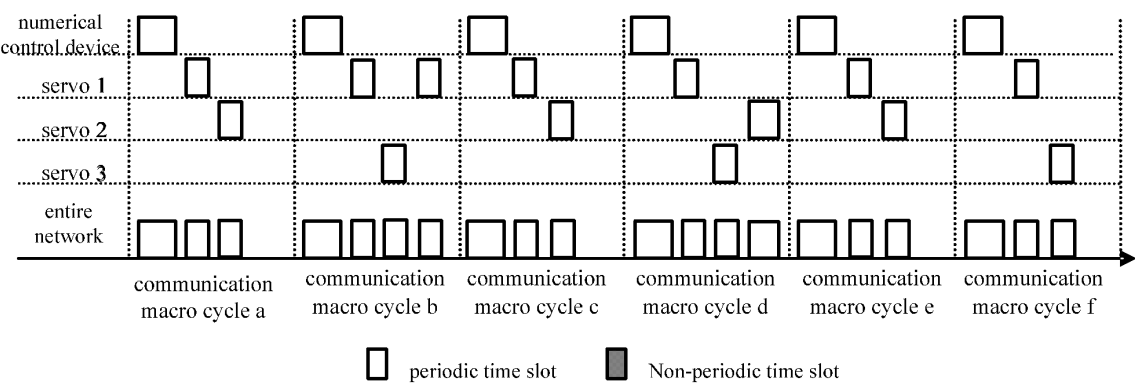 numerical
control device
servo 1
servo 2
servo 3
entire
network
communication
macro cycle a
communication
macro cycle b
communication
macro cycle c
communication
macro cycle d
communication
macro cycle e
communication
macro cycle f
periodic time slot
Non-periodic time slot